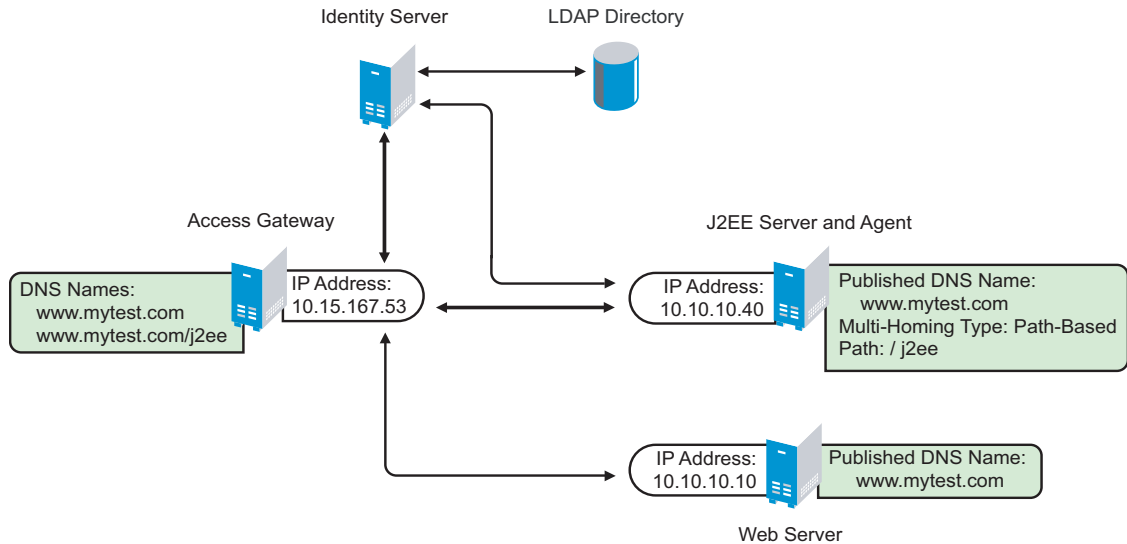 Identity Server
LDAP Directory
Access Gateway
DNS Names:
www.mytest.com
www.mytest.com/j2ee
IP Address:
10.15.167.53
J2EE Server and Agent
IP Address:
10.10.10.40
Published DNS Name:
www.mytest.com
Multi-Homing Type: Path-Based
Path: / j2ee
IP Address:
10.10.10.10
Published DNS Name:
www.mytest.com
Web Server